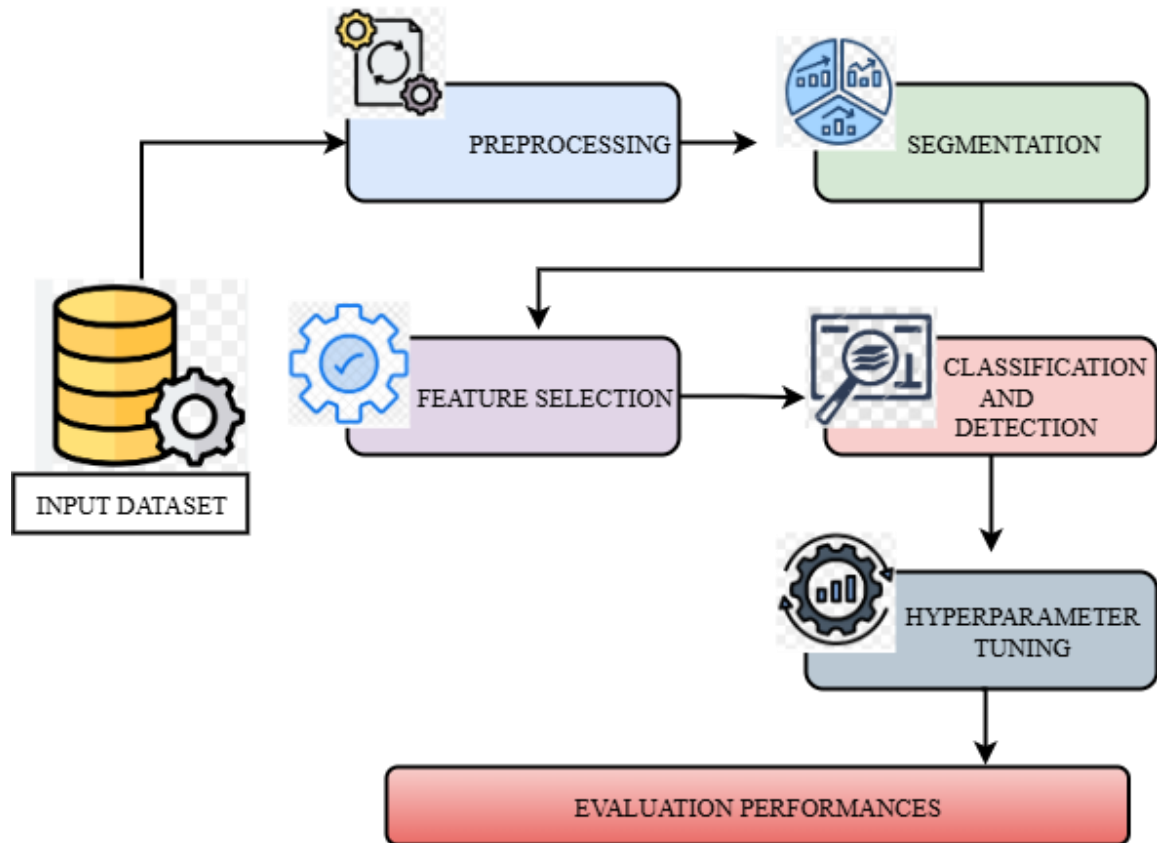 PREPROCESSING
SEGMENTATION
FEATURE SELECTION
CLASSIFICATION
AND
DETECTION
INPUT DATASET
HYPERPARAMETER
TUNING
EVALUATION PERFORMANCES